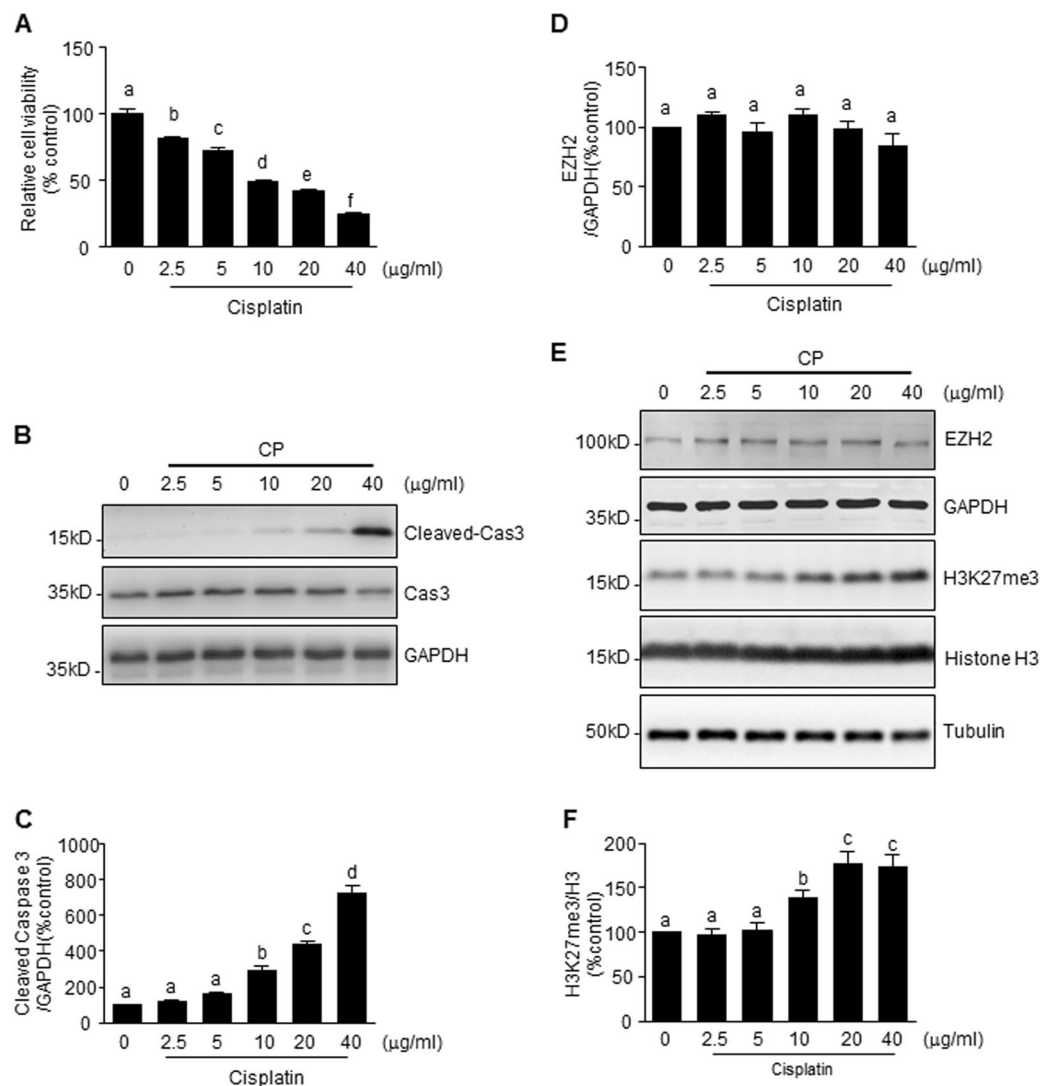 A
Relative cell viability
(% control)
150
100
50
0
a
b
c
d
e
f
0 2.5 5 10 20 40 (µg/ml)
Cisplatin
B
CP
0 2.5 5 10 20 40 (µg/ml)
15kD
Cleaved-Cas3
35kD
Cas3
35kD
GAPDH
C
Cleaved Caspase 3
/GAPDH(%control)
1000
800
600
400
200
0
a
a
a
b
c
d
0 2.5 5 10 20 40 (µg/ml)
Cisplatin
D
EZH2
/GAPDH(%control)
150
100
50
0
a
a
a
a
a
a
0 2.5 5 10 20 40 (µg/ml)
Cisplatin
E
CP
0 2.5 5 10 20 40 (µg/ml)
100kD
EZH2
35kD
GAPDH
15kD
H3K27me3
15kD
Histone H3
50kD
Tubulin
F
H3K27me3/H3
(%control)
200
150
100
50
0
a
a
a
b
c
c
0 2.5 5 10 20 40 (µg/ml)
Cisplatin